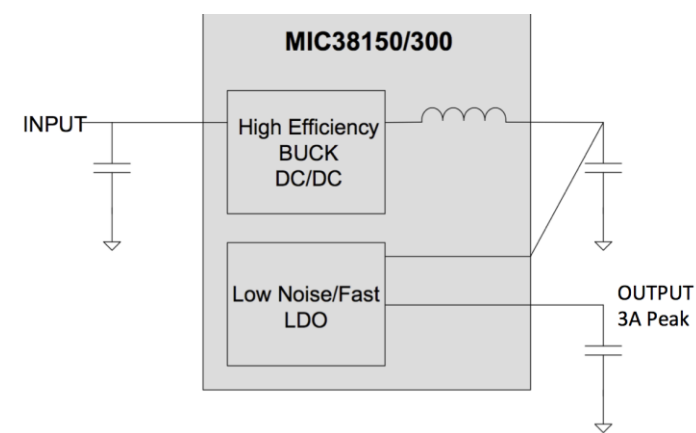 MIC38150/300
INPUT
High Efficiency
BUCK
DC/DC
Low Noise/Fast
LDO
OUTPUT
3A Peak